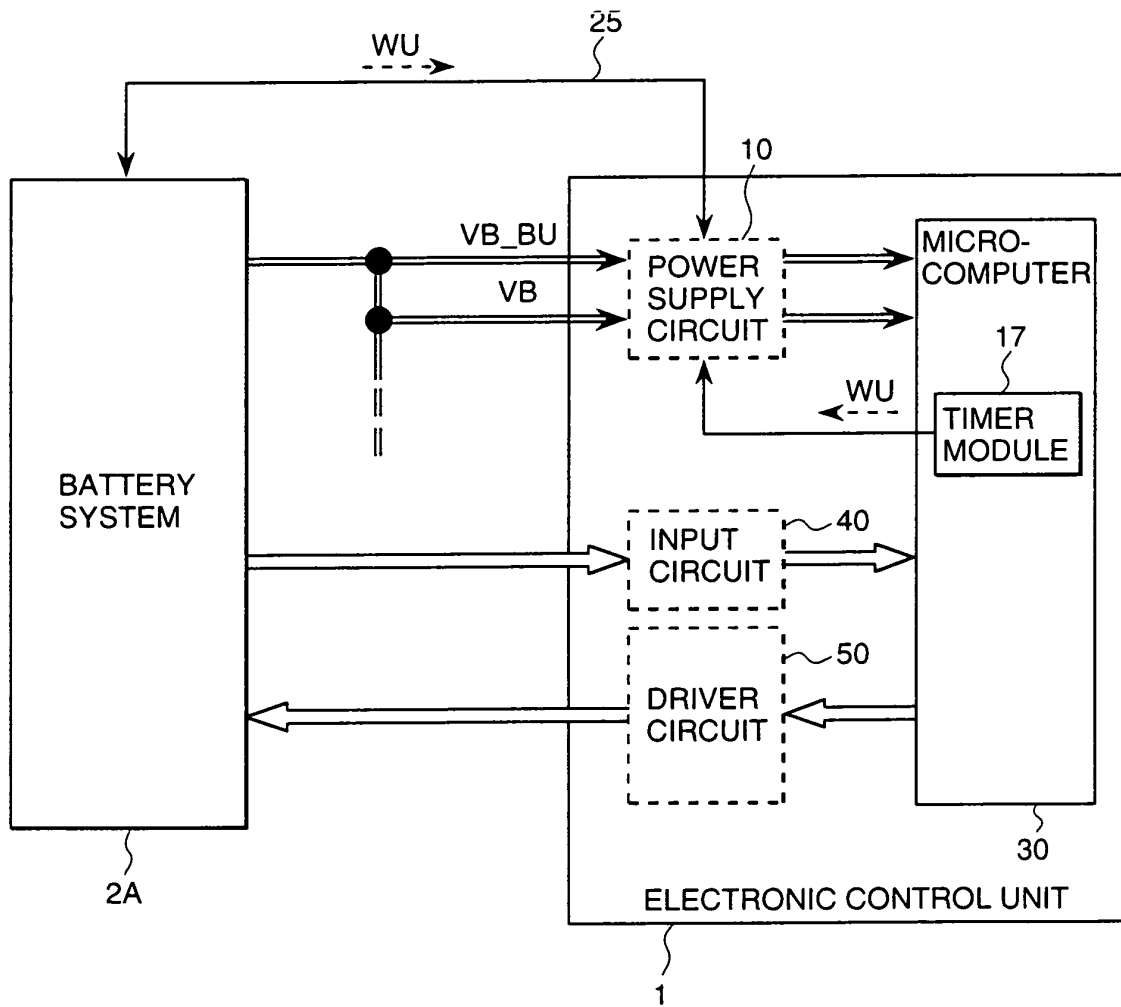 25
WU
10
VB_BU
VB
POWER
SUPPLY
CIRCUIT
MICRO-
COMPUTER
17
WU
TIMER
MODULE
BATTERY
SYSTEM
40
INPUT
CIRCUIT
50
DRIVER
CIRCUIT
30
2A
ELECTRONIC CONTROL UNIT
1